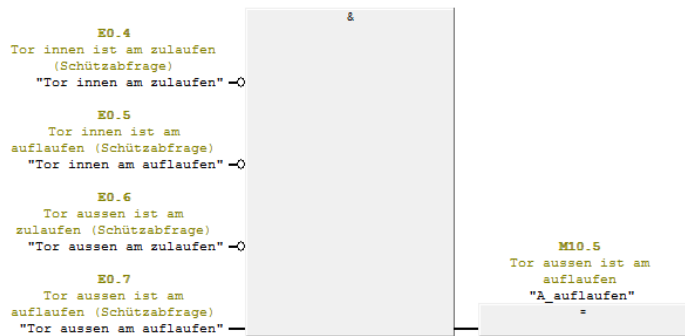 &
E0.4
Tor innen ist am zulaufen
(Schützabfrage)
"Tor innen am zulaufen"
E0.5
Tor innen ist am
auflaufen (Schützabfrage)
"Tor innen am auflaufen"
E0.6
Tor aussen ist am
zulaufen (Schützabfrage)
"Tor aussen am zulaufen"
E0.7
Tor aussen ist am
auflaufen (Schützabfrage)
"Tor aussen am auflaufen"
M10.5
Tor aussen ist am
auflaufen
"A_auflaufen"
=